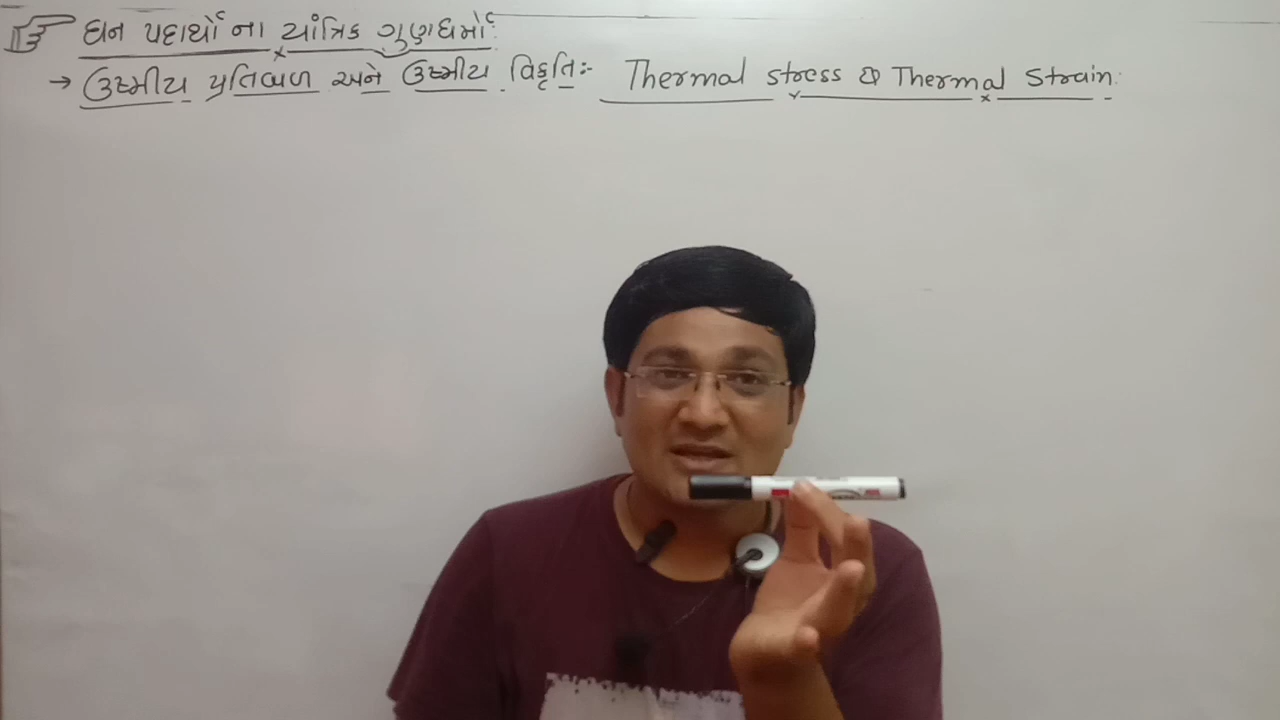 ઘન પદાર્થોના યાંત્રિક ગુણધર્મો:
→ ઉષ્મીય પ્રતિબળ અને ઉષ્મીય વિકૃતિ:- Thermal stress & Thermal Strain: